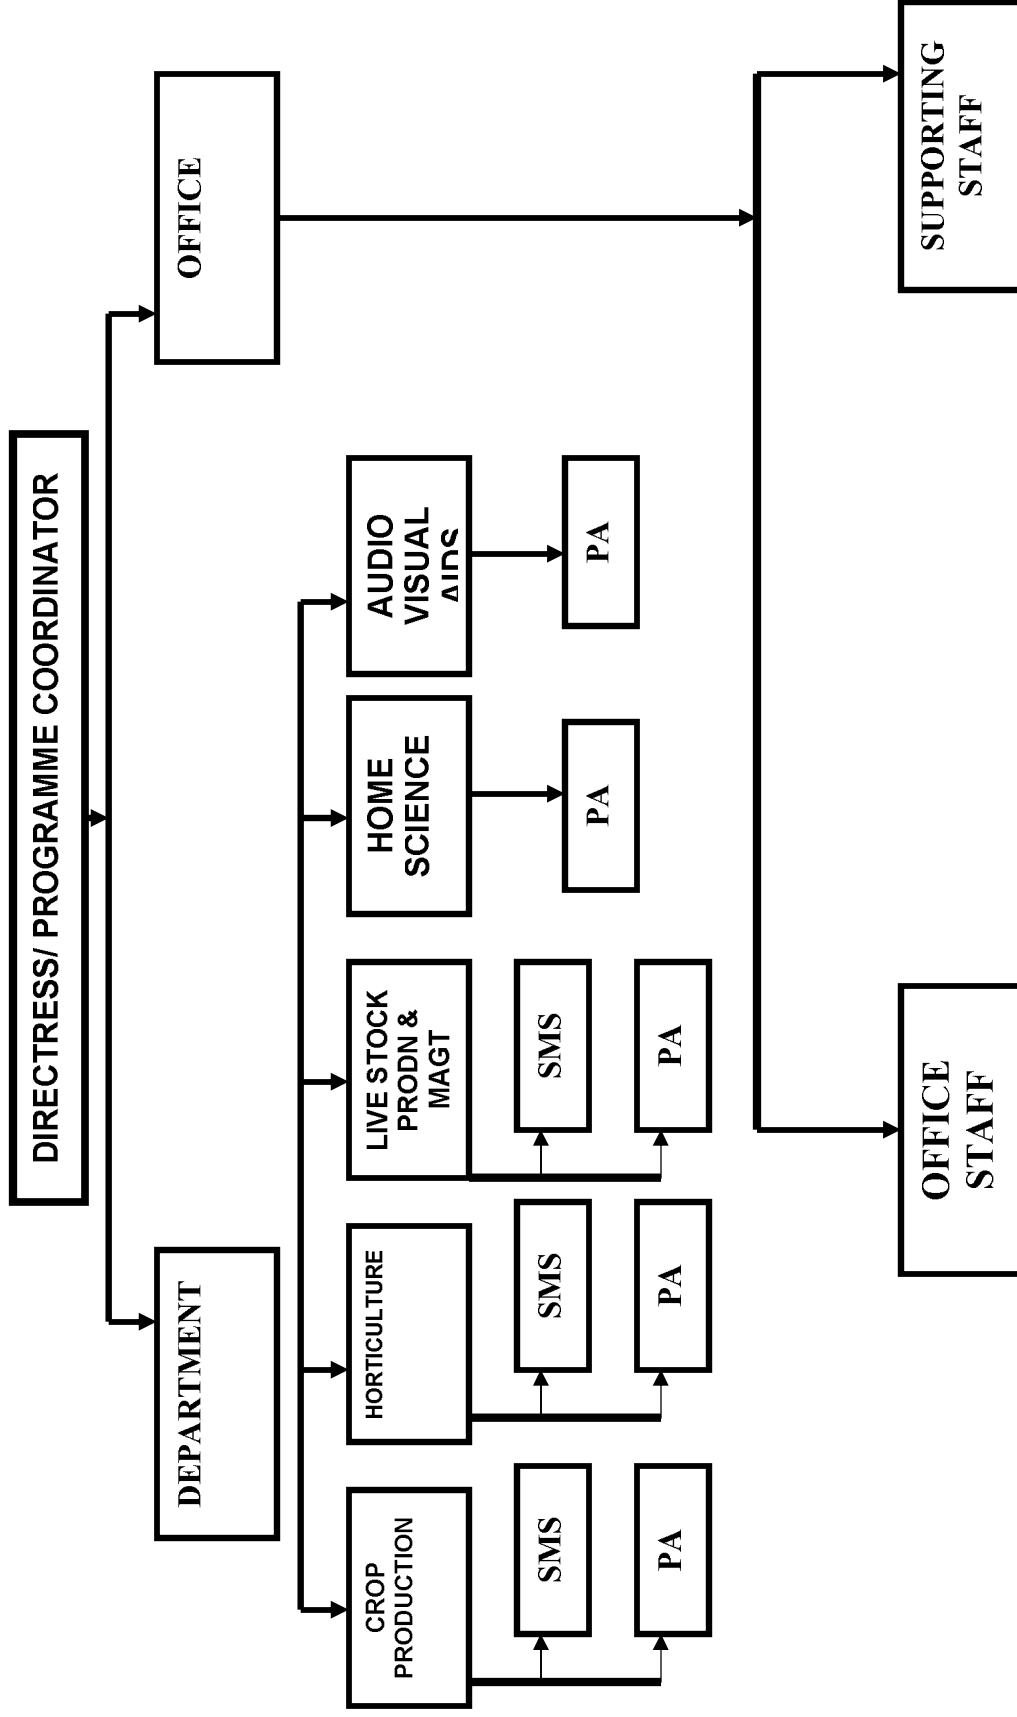 DIRECTRESS/ PROGRAMME COORDINATOR
DEPARTMENT
OFFICE
CROP
PRODUCTION
HORTICULTURE
LIVE STOCK
PRODN &
MAGT
HOME
SCIENCE
AUDIO
VISUAL
AIDS
SMS
SMS
SMS
PA
PA
PA
PA
PA
OFFICE
STAFF
SUPPORTING
STAFF